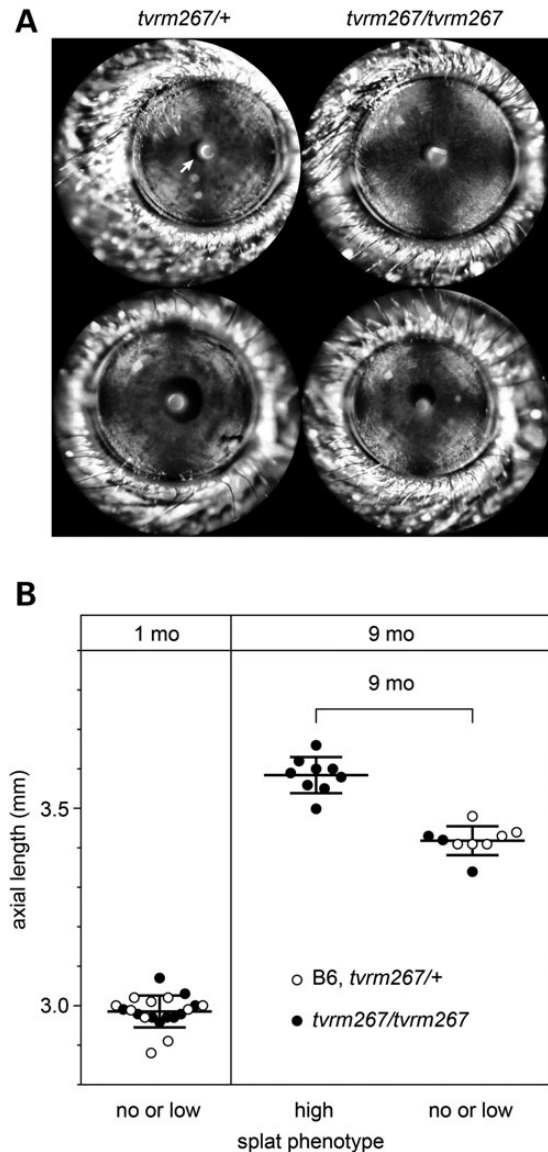 A
tvrm267/+
tvrm267/tvrm267
B
1 mo
9 mo
9 mo
3.5
3.0
axial length (mm)
B6, tvrm267/+
tvrm267/tvrm267
no or low
high
no or low
splat phenotype